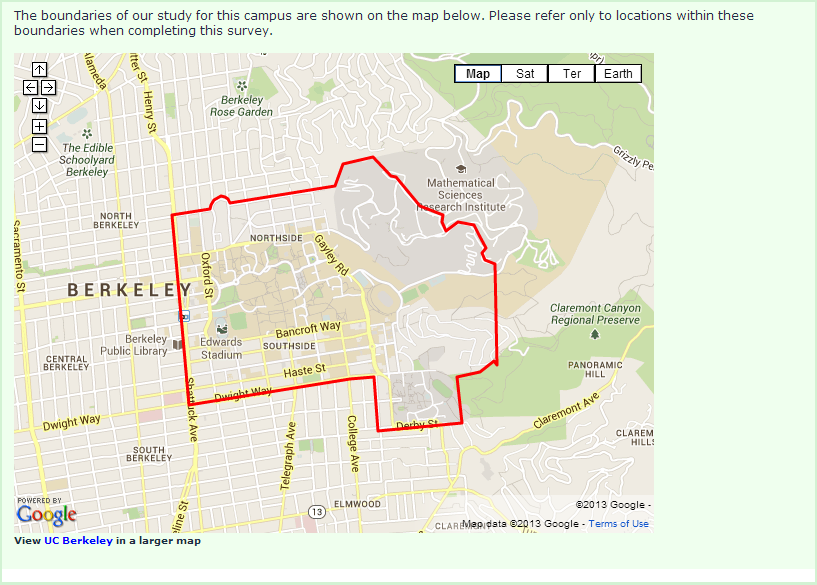 The boundaries of our study for this campus are shown on the map below. Please refer only to locations within these
boundaries when completing this survey.
Map
Sat
Ter
Earth
Henry St
Berkeley
Rose Garden
Grizzly Pe
The Edible
Schoolyard
Berkeley
Mathematical
Sciences
Research Institute
NORTH
BERKELEY
Sacramento St
NORTHSIDE
Gayley Rd
Oxford St
BERKELEY
Claremont Canyon
Regional Preserve
Bancroft Way
Berkeley
Public Library
Edwards
Stadium
SOUTHSIDE
CENTRAL
BERKELEY
Haste St
PANORAMIC
HILL
Shattuck Ave
Dwight Way
Dwight Way
Claremont Ave
Derby St
College Ave
Telegraph Ave
CLAREM
HILLS
SOUTH
BERKELEY
POWERED BY
Google
ELMWOOD
13
©2013 Google -
CLAREMONT
Map data ©2013 Google - Terms of Use
View UC Berkeley in a larger map